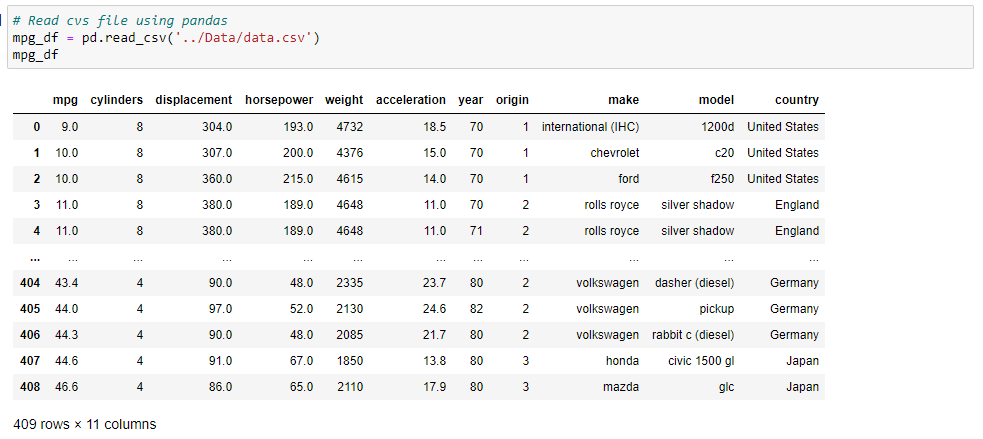 # Read cvs file using pandas
mpg_df = pd.read_csv('../Data/data.csv')
mpg_df
mpg cylinders displacement horsepower weight acceleration year origin make model country
0 9.0 8 304.0 193.0 4732 18.5 70 1 international (IHC) 1200d United States
1 10.0 8 307.0 200.0 4376 15.0 70 1 chevrolet c20 United States
2 10.0 8 360.0 215.0 4615 14.0 70 1 ford f250 United States
3 11.0 8 380.0 189.0 4648 11.0 70 2 rolls royce silver shadow England
4 11.0 8 380.0 189.0 4648 11.0 71 2 rolls royce silver shadow England
... ... ... ... ... ... ... ... ... ... ... ...
404 43.4 4 90.0 48.0 2335 23.7 80 2 volkswagen dasher (diesel) Germany
405 44.0 4 97.0 52.0 2130 24.6 82 2 volkswagen pickup Germany
406 44.3 4 90.0 48.0 2085 21.7 80 2 volkswagen rabbit c (diesel) Germany
407 44.6 4 91.0 67.0 1850 13.8 80 3 honda civic 1500 gl Japan
408 46.6 4 86.0 65.0 2110 17.9 80 3 mazda glc Japan
409 rows × 11 columns